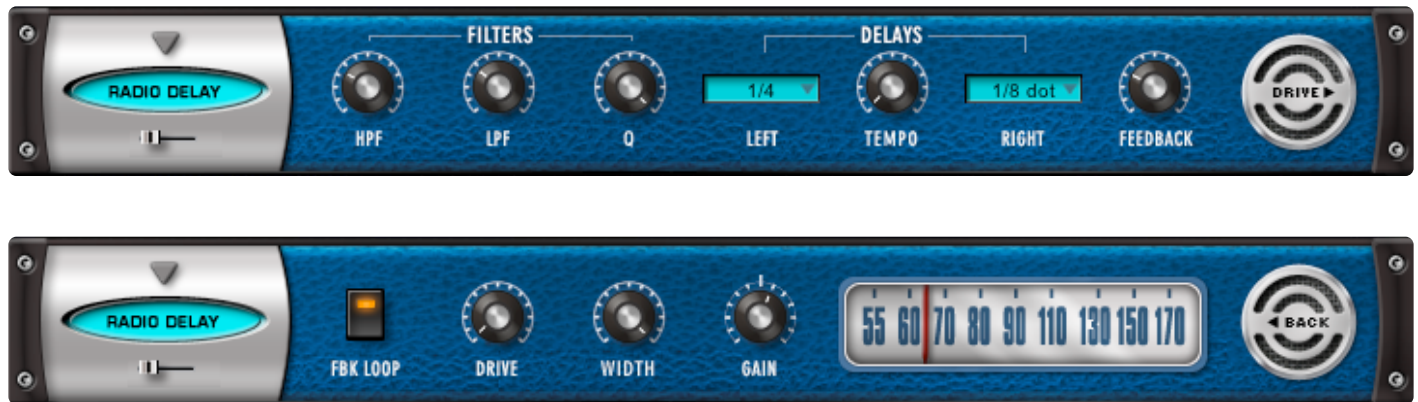 FILTERS DELAYS
RADIO DELAY 1/4 1/8 dot DRIVE
HPF LPF Q LEFT TEMPO RIGHT FEEDBACK
RADIO DELAY 55 60 70 80 90 110 130 150 170 BACK
FBK LOOP DRIVE WIDTH GAIN